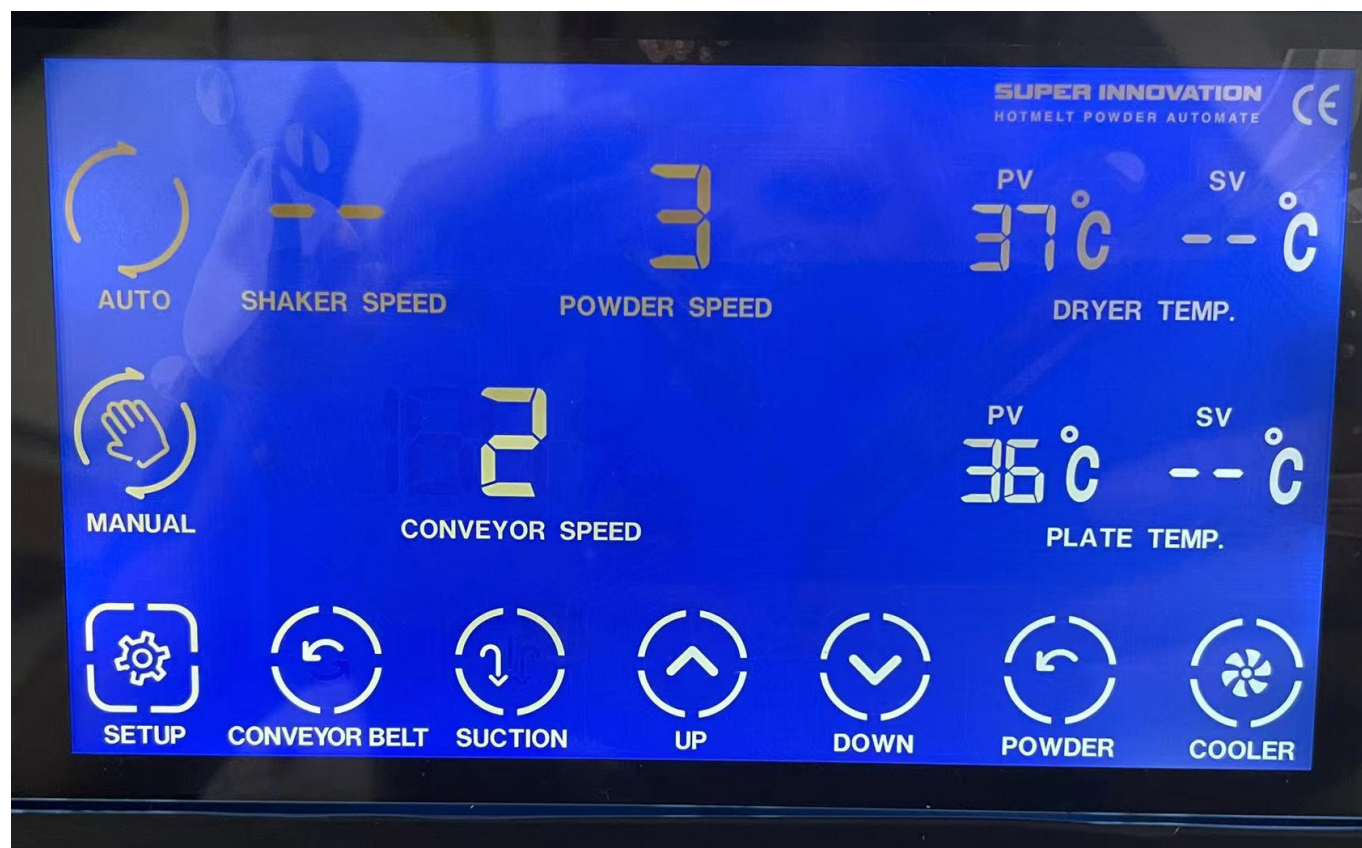 SUPER INNOVATION
HOTMELT POWDER AUTOMATE
CE
AUTO
--
SHAKER SPEED
3
POWDER SPEED
PV
37°C
SV
--°C
DRYER TEMP.
MANUAL
2
CONVEYOR SPEED
PV
36°C
SV
--°C
PLATE TEMP.
SETUP
CONVEYOR BELT
SUCTION
UP
DOWN
POWDER
COOLER